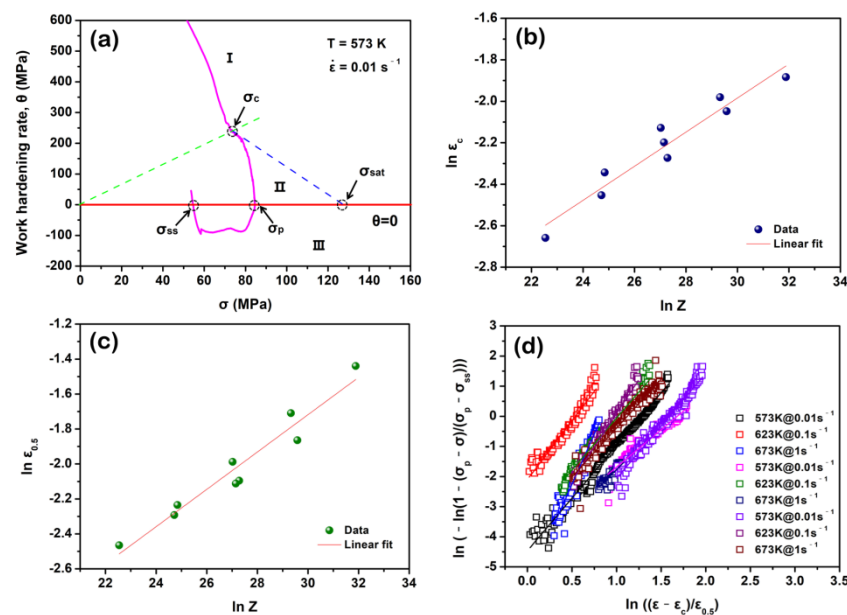 (a)
I
T = 573 K
ε̇ = 0.01 s⁻¹
σc
II
σsat
σss
σp
θ=0
III
Work hardening rate, θ (MPa)
600
500
400
300
200
100
0
-100
-200
0 20 40 60 80 100 120 140 160
σ (MPa)
(b)
ln εc
-1.6
-1.8
-2.0
-2.2
-2.4
-2.6
-2.8
Data
Linear fit
22 24 26 28 30 32 34
ln Z
(c)
ln ε0.5
-1.2
-1.4
-1.6
-1.8
-2.0
-2.2
-2.4
-2.6
Data
Linear fit
22 24 26 28 30 32 34
ln Z
(d)
ln (- ln(1 - (σp - σ)/(σp - σss)))
3
2
1
0
-1
-2
-3
-4
-5
573K@0.01s⁻¹
623K@0.1s⁻¹
673K@1s⁻¹
573K@0.01s⁻¹
623K@0.1s⁻¹
673K@1s⁻¹
573K@0.01s⁻¹
623K@0.1s⁻¹
673K@1s⁻¹
0.0 0.5 1.0 1.5 2.0 2.5 3.0 3.5
ln ((ε - εc)/ε0.5)